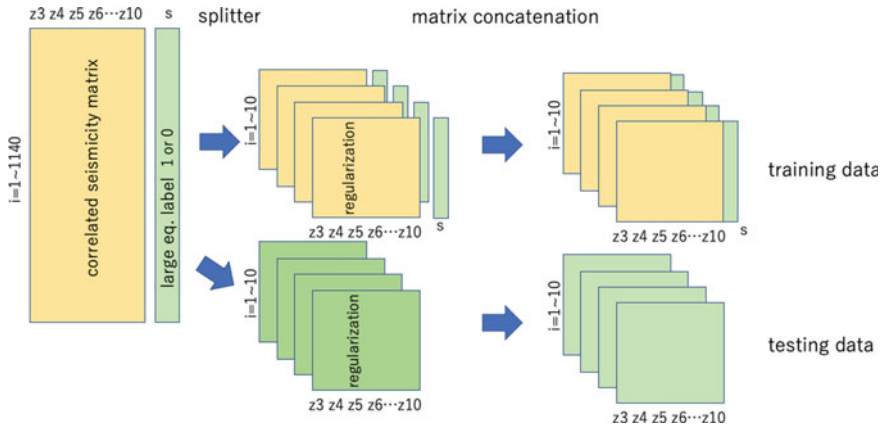 z3 z4 z5 z6⋯z10 s splitter matrix concatenation
i=1~1140
correlated seismicity matrix
large eq. label 1 or 0
i=1~10
regularization
s
z3 z4 z5 z6⋯z10
i=1~10
z3 z4 z5 z6⋯z10
s
training data
i=1~10
regularization
z3 z4 z5 z6⋯z10
i=1~10
z3 z4 z5 z6⋯z10
testing data